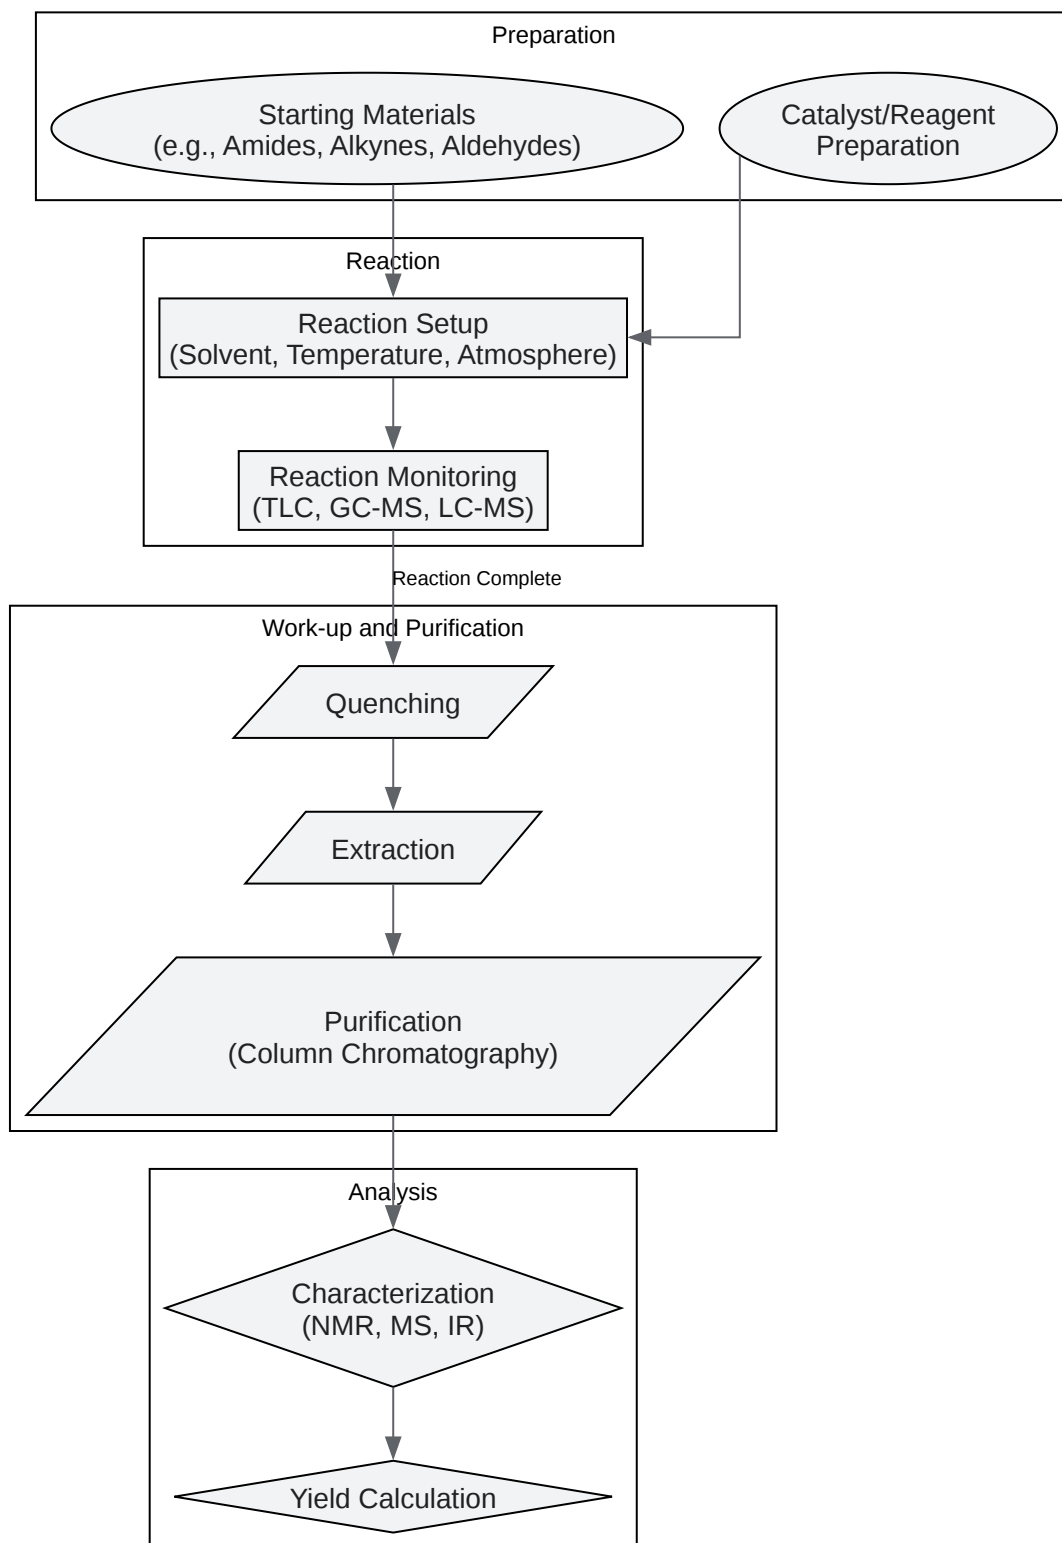 Preparation
Starting Materials
(e.g., Amides, Alkynes, Aldehydes)
Catalyst/Reagent
Preparation
Reaction
Reaction Setup
(Solvent, Temperature, Atmosphere)
Reaction Monitoring
(TLC, GC-MS, LC-MS)
Reaction Complete
Work-up and Purification
Quenching
Extraction
Purification
(Column Chromatography)
Analysis
Characterization
(NMR, MS, IR)
Yield Calculation